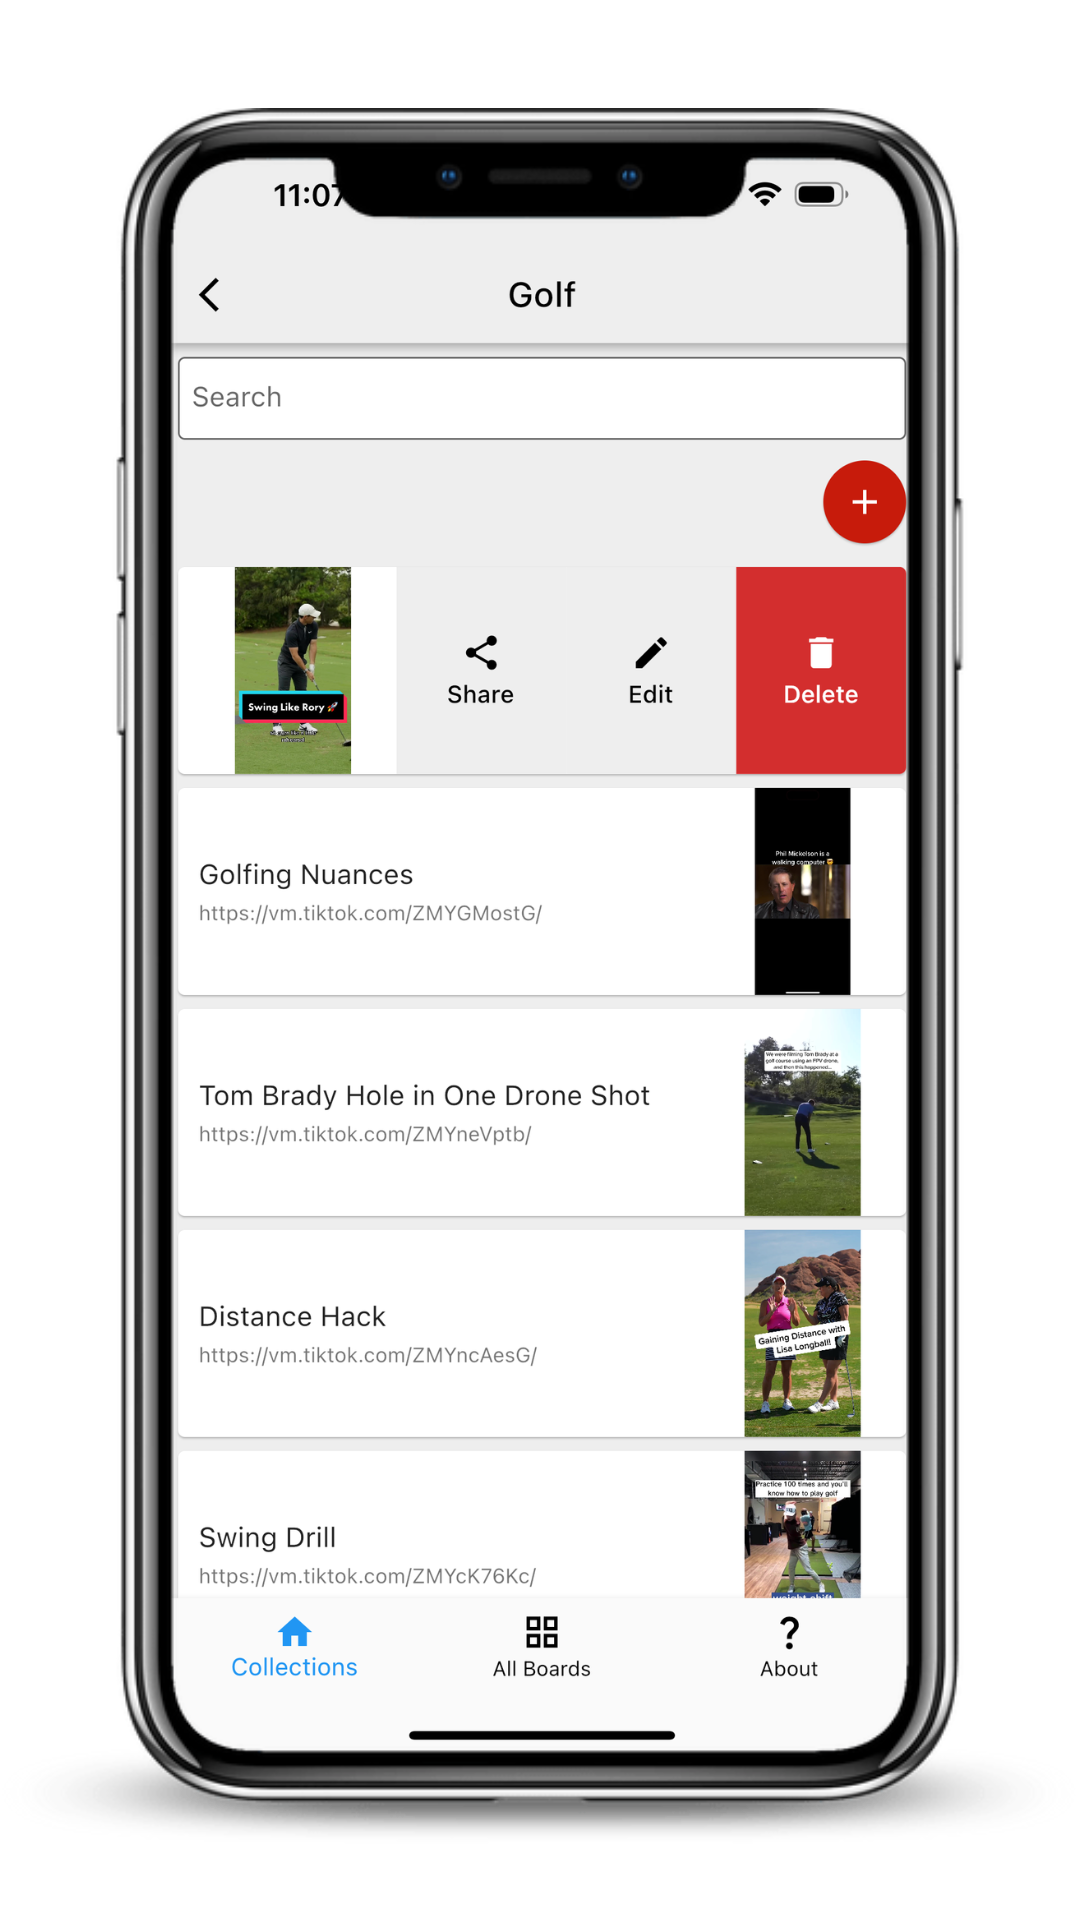 11:07
Golf
Search
+
Swing Like Rory 🚀
Share
Edit
Delete
Golfing Nuances
https://vm.tiktok.com/ZMYGMostG/
Phil Mickelson is a
walking computer
Tom Brady Hole in One Drone Shot
https://vm.tiktok.com/ZMYneVptb/
We were filming Tom Brady at a
golf course using an FPV drone,
and then this happened...
Distance Hack
https://vm.tiktok.com/ZMYncAesG/
Gaining Distance with
Lisa Longball!
Swing Drill
https://vm.tiktok.com/ZMYcK76Kc/
Practice 100 times and you'll
know how to play golf
weight shift
Collections
All Boards
?
About